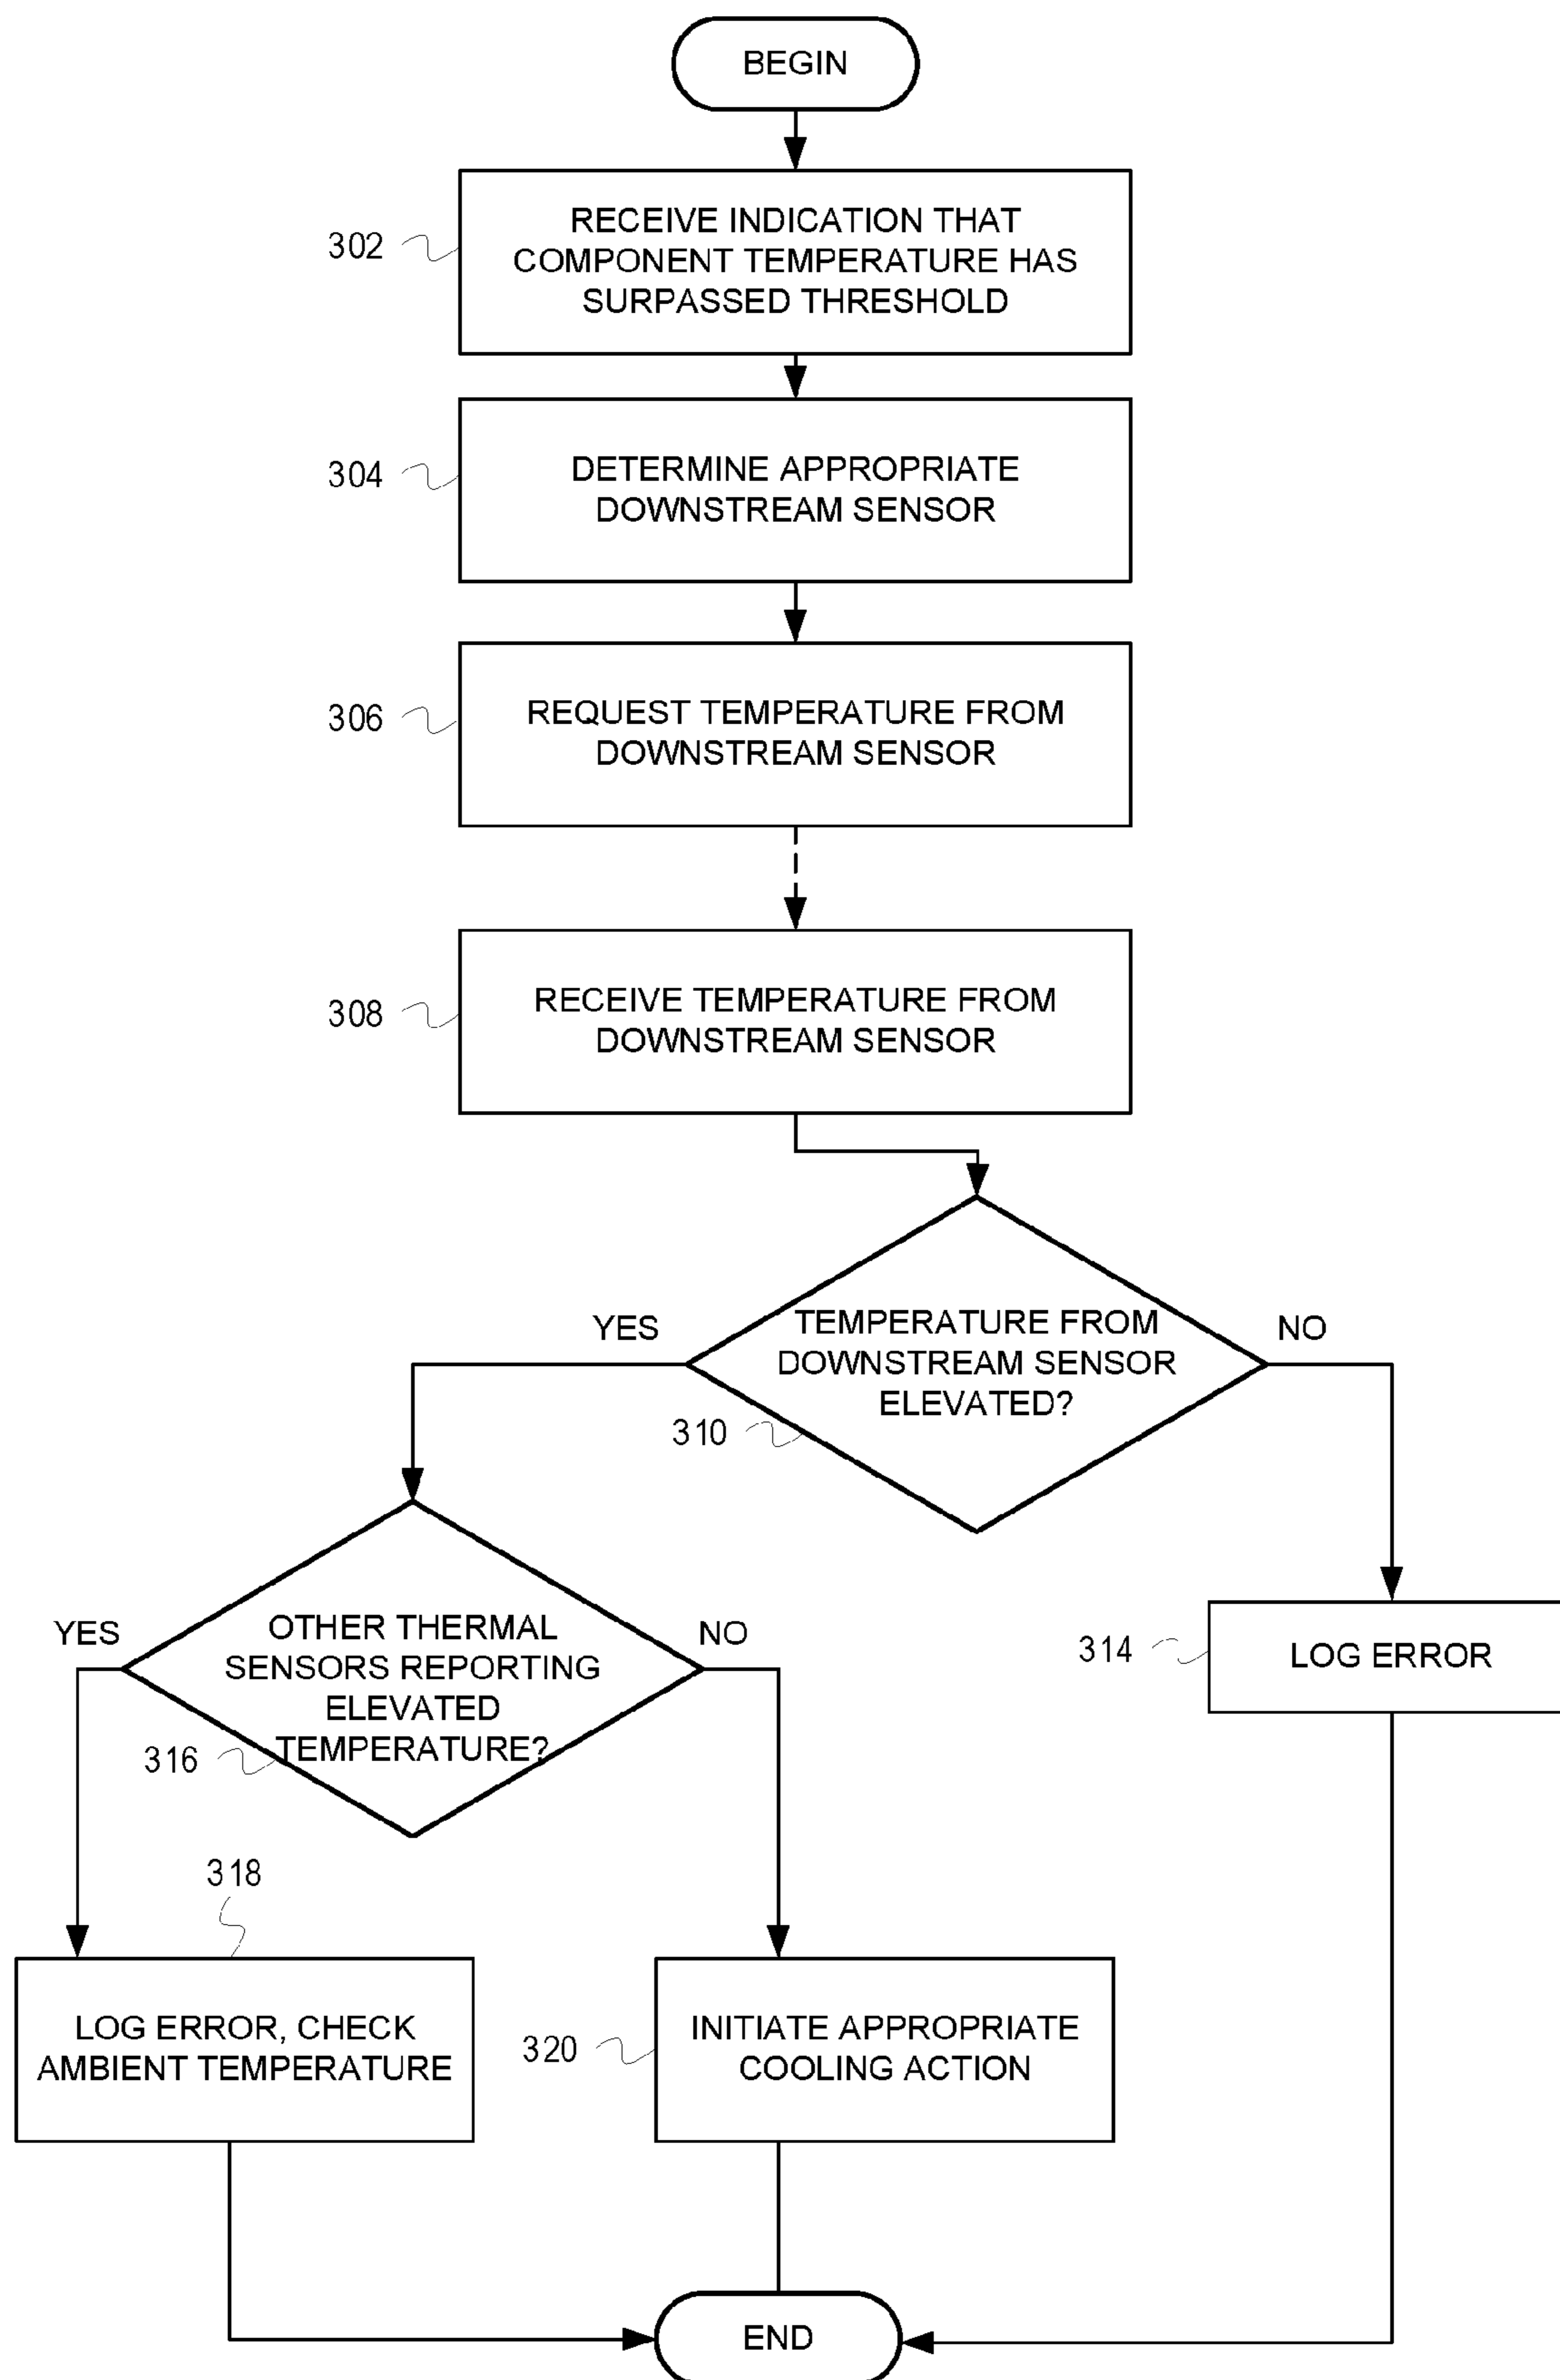 BEGIN
302
RECEIVE INDICATION THAT
COMPONENT TEMPERATURE HAS
SURPASSED THRESHOLD
304
DETERMINE APPROPRIATE
DOWNSTREAM SENSOR
306
REQUEST TEMPERATURE FROM
DOWNSTREAM SENSOR
308
RECEIVE TEMPERATURE FROM
DOWNSTREAM SENSOR
YES
TEMPERATURE FROM
DOWNSTREAM SENSOR
ELEVATED?
NO
310
YES
OTHER THERMAL
SENSORS REPORTING
ELEVATED
TEMPERATURE?
NO
316
314
LOG ERROR
318
LOG ERROR, CHECK
AMBIENT TEMPERATURE
320
INITIATE APPROPRIATE
COOLING ACTION
END